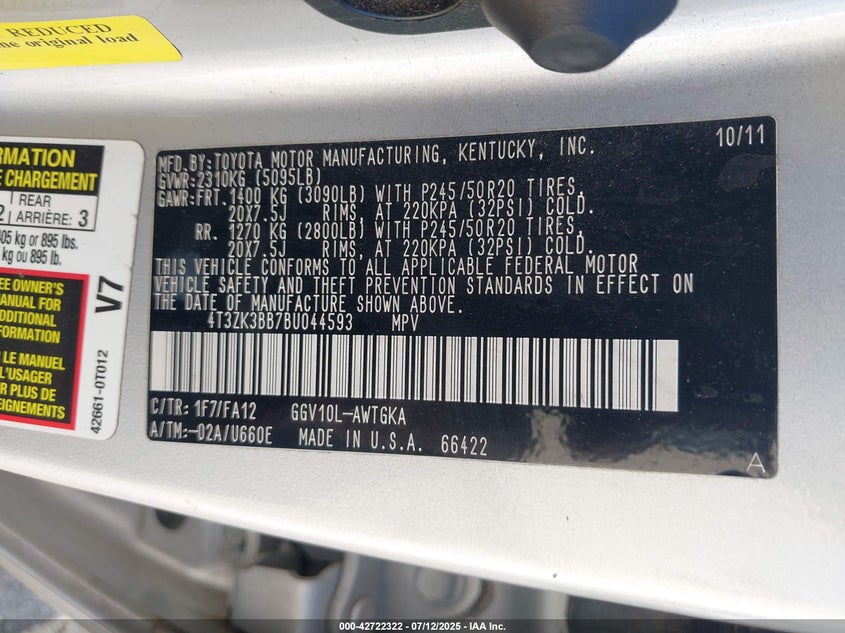 REDUCED
ne original load
RMATION
E CHARGEMENT
2 REAR
ARRIÈRE: 3
405 kg or 895 lbs.
kg ou 895 lb.
EE OWNER'S
MANUAL FOR
ADDITIONAL
NFORMATION
LE MANUEL
L'USAGER
R PLUS DE
EIGNEMENTS
V7
42661-0T012
10/11
MFD.BY:TOYOTA MOTOR MANUFACTURING, KENTUCKY, INC.
GVWR:2310KG (5095LB)
GAWR:FRT. 1400 KG (3090LB) WITH P245/50R20 TIRES,
20X7.5J RIMS, AT 220KPA (32PSI) COLD.
RR. 1270 KG (2800LB) WITH P245/50R20 TIRES,
20X7.5J RIMS, AT 220KPA (32PSI) COLD.
THIS VEHICLE CONFORMS TO ALL APPLICABLE FEDERAL MOTOR
VEHICLE SAFETY AND THEFT PREVENTION STANDARDS IN EFFECT ON
THE DATE OF MANUFACTURE SHOWN ABOVE.
4T3ZK3BB7BU044593 MPV
C/TR: 1F7/FA12 GGV10L-AWTGKA
A/TM:-02A/U660E MADE IN U.S.A. 66422
A
000-42722322 / 07/12/2025 - IAA Inc.